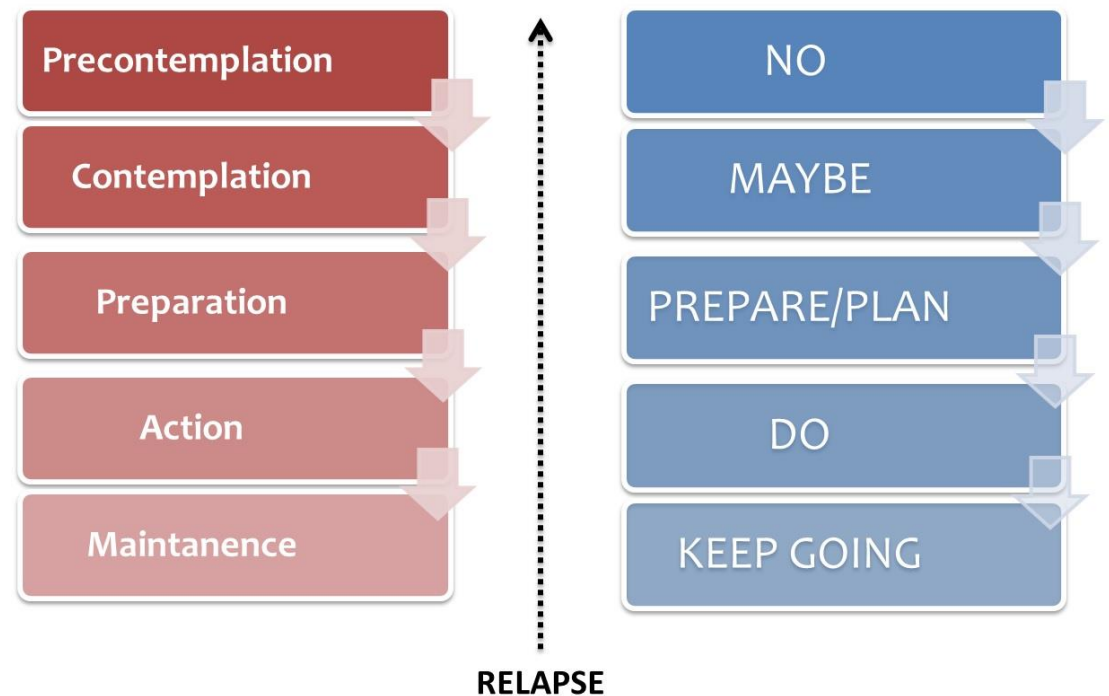 Precontemplation
Contemplation
Preparation
Action
Maintanence
NO
MAYBE
PREPARE/PLAN
DO
KEEP GOING
RELAPSE